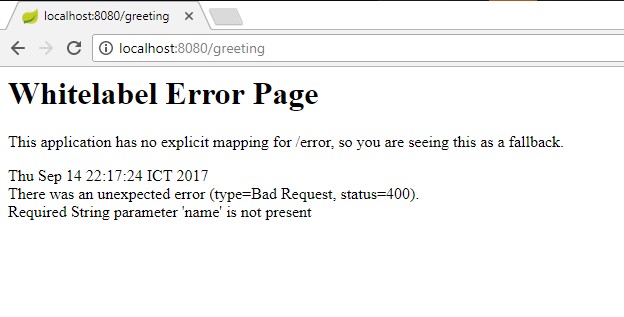 localhost:8080/greeting
localhost:8080/greeting
Whitelabel Error Page
This application has no explicit mapping for /error, so you are seeing this as a fallback.
Thu Sep 14 22:17:24 ICT 2017
There was an unexpected error (type=Bad Request, status=400).
Required String parameter 'name' is not present